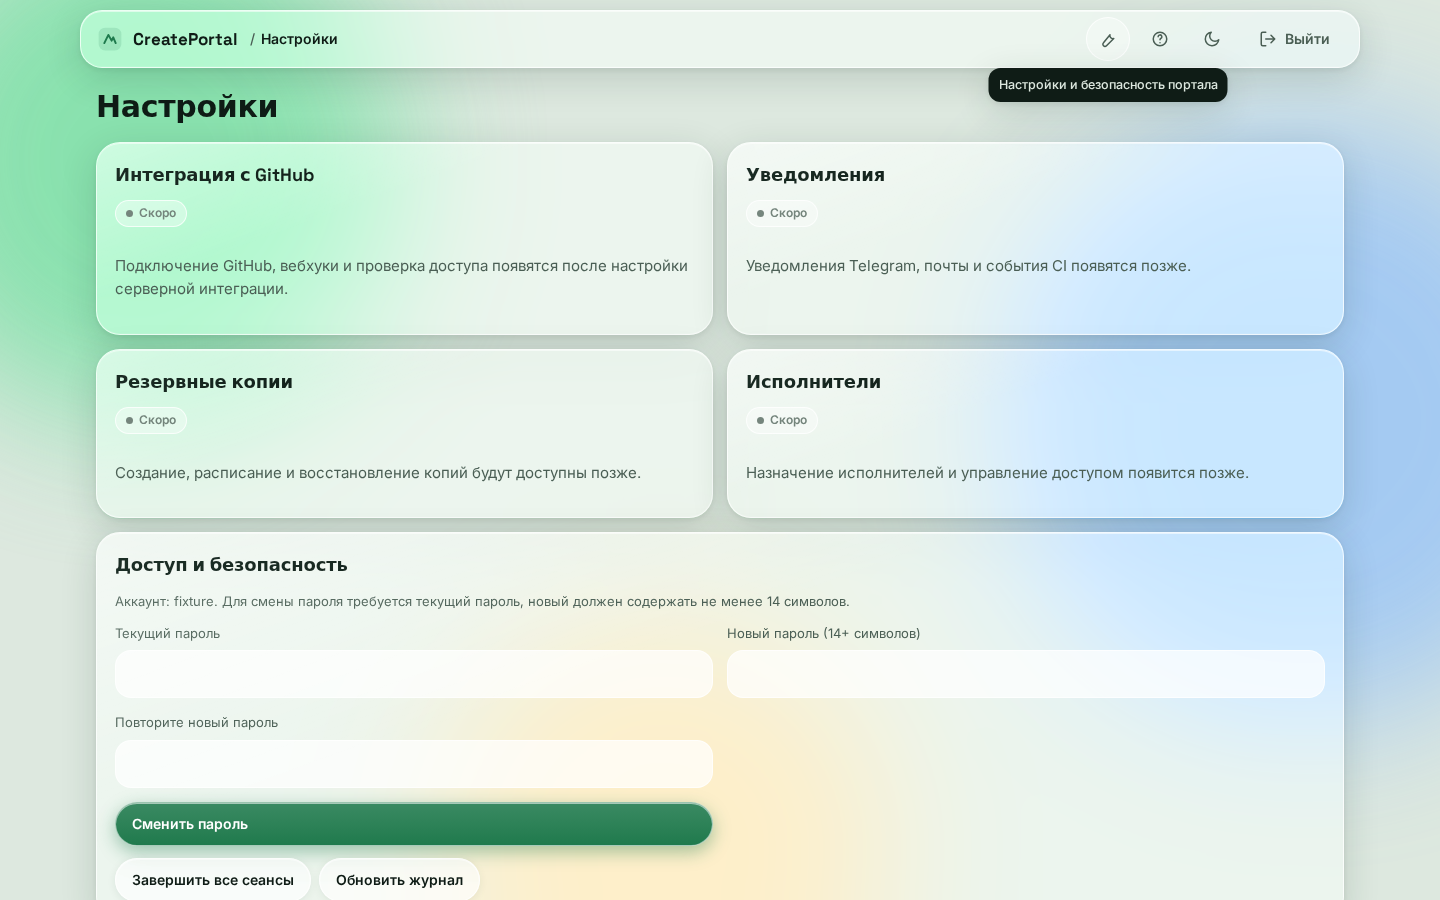 CreatePortal / Настройки
Выйти
Настройки и безопасность портала
Настройки
Интеграция с GitHub
Скоро
Подключение GitHub, вебхуки и проверка доступа появятся после настройки
серверной интеграции.
Уведомления
Скоро
Уведомления Telegram, почты и события CI появятся позже.
Резервные копии
Скоро
Создание, расписание и восстановление копий будут доступны позже.
Исполнители
Скоро
Назначение исполнителей и управление доступом появится позже.
Доступ и безопасность
Аккаунт: fixture. Для смены пароля требуется текущий пароль, новый должен содержать не менее 14 символов.
Текущий пароль
Новый пароль (14+ символов)
Повторите новый пароль
Сменить пароль
Завершить все сеансы
Обновить журнал